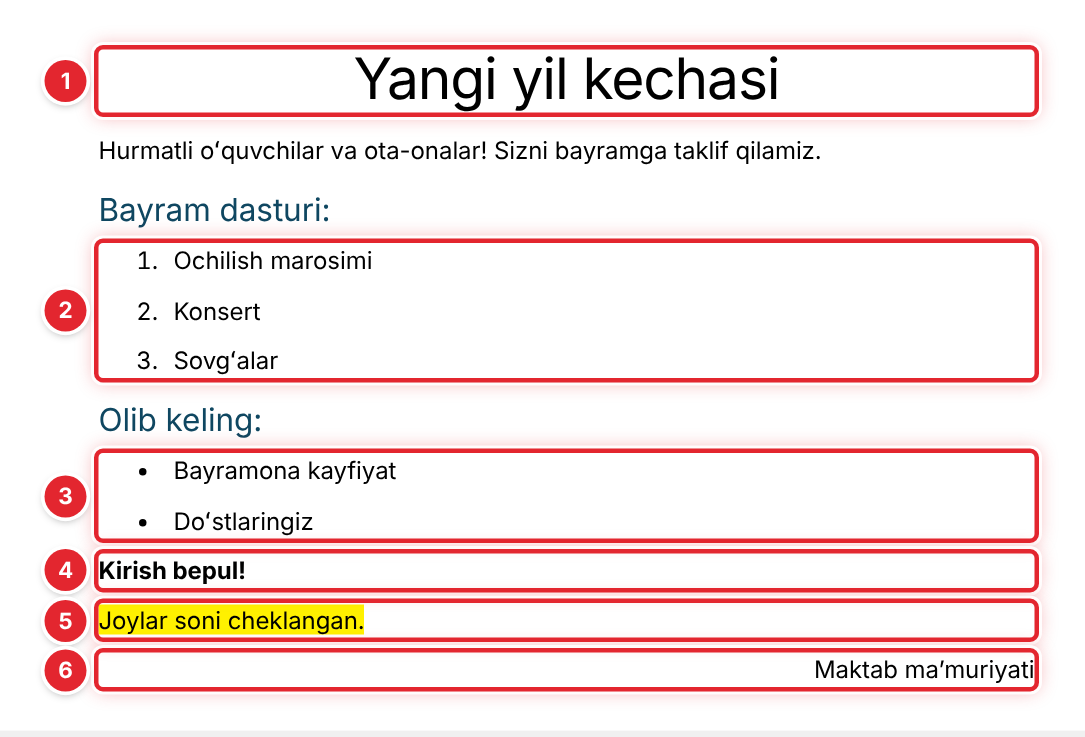 1 Yangi yil kechasi
Hurmatli oʻquvchilar va ota-onalar! Sizni bayramga taklif qilamiz.
Bayram dasturi:
1. Ochilish marosimi
2 2. Konsert
3. Sovgʻalar
Olib keling:
• Bayramona kayfiyat
3
• Doʻstlaringiz
4 Kirish bepul!
5 Joylar soni cheklangan.
6 Maktab maʼmuriyati